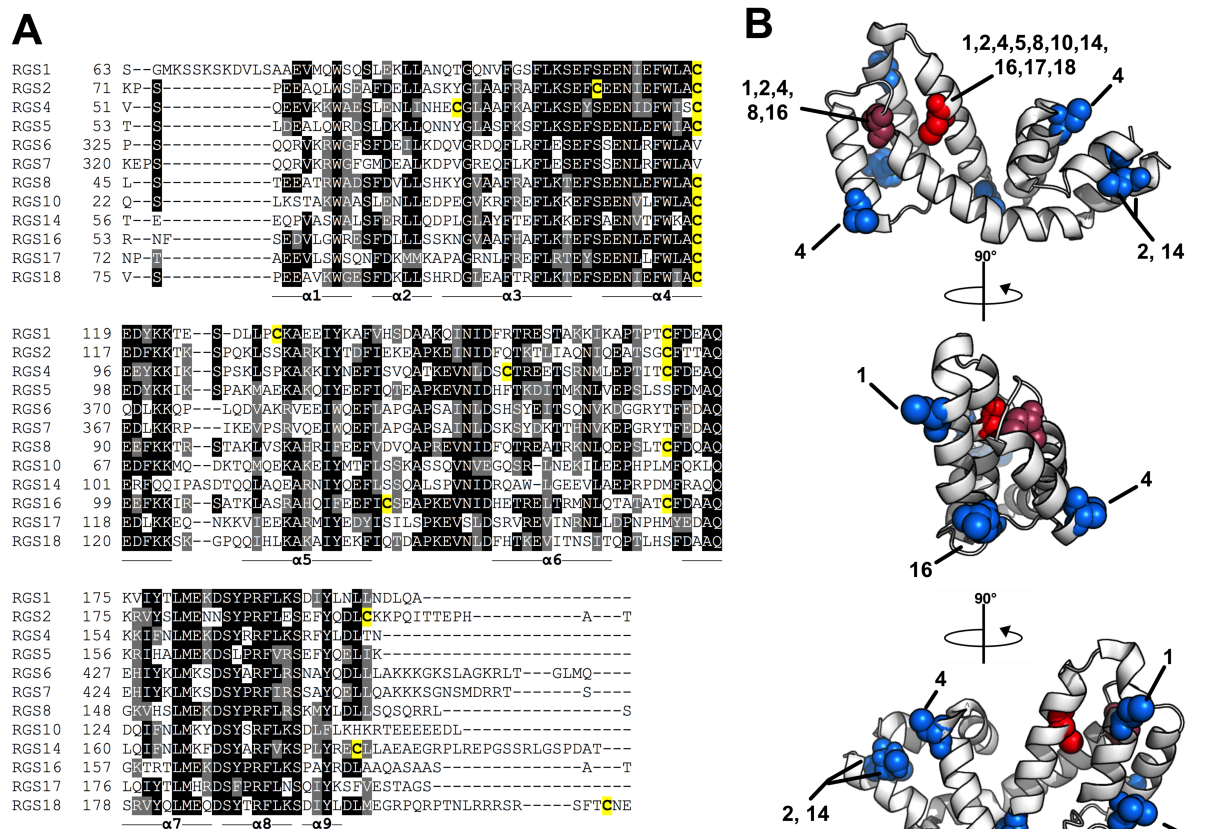 A
RGS1 63 S--GMKSSKSKDVLSAAEVMQWSQSLEKLLANQTGQNVFGSFLKSEFSEENIEFWLAC
RGS2 71 KP-S------------PEEAQLWSEAFDELLASKYGLAAFRAFLKSEFCEENIEFWLAC
RGS4 44 T--S------------QEEVKKWAESLENLINHECGLAAFKAFLKSEYSEENIDFWISC
RGS5 53 T--S------------LDEALQWRDSLDKLLQNNYGLASFKSFLKSEFSEENLEFWIAC
RGS6 325 P--S------------QQRVKRWGFSFDEILKDQVGRDQFLRFLESEFSSENLRFWLAV
RGS7 320 KEPS------------QQRVKRWGFGMDEALKDPVGREQFLKFLESEFSSENLRFWLAV
RGS8 45 L--S------------TEEATRWADSFDVLLSHKYGVAAFRAFLKTEFSEENLEFWLAC
RGS10 22 Q--S------------LKSTAKWAASLENLLEDPEGVKRFREFLKKEFSEENVLFWLAC
RGS14 56 T--E------------EQPVASWALSFERLLQDPLGLAYFTEFLKKEFSAENVTFWKAC
RGS16 53 R--NF-----------SEDVLGWRESFDLLLSSKNGVAAFHAFLKTEFSEENLEFWLAC
RGS17 72 NP-T------------AEEVLSWSQNFDKMMKAPAGRNLFREFLRTEYSEENLLFWLAC
RGS18 75 V--S------------PEEAVKWGESFDKLLSHRDGLEAFTRFLKTEFSEENIEFWIAC
α1 α2 α3 α4
RGS1 119 EDYKKTE--S-DLLPCKAEEIYKAFVHSDAAKQINIDFRTRESTAKKIKAPTPTCFDEAQ
RGS2 117 EDFKKTK--SPQKLSSKARKIYTDFIEKEAPKEINIDFQTKTLIAQNIQEATSGCFTTAQ
RGS4 98 EEYKKIK--SPSKLSPKAKKIYNEFISVQATKEVNLDSCTREETSRNMLEPTITCFDEAQ
RGS5 98 EDYKKIK--SPAKMAEKAKQIYEEFIQTEAPKEVNIDHFTKDITMKNLVEPSLSSFDMAQ
RGS6 370 QDLKKQP---LQDVAKRVEEIWQEFLAPGAPSAINLDSHSYEITSQNVKDGGRYTFEDAQ
RGS7 367 EDLKKRP---IKEVPSRVQEIWQEFLAPGAPSAINLDSKSYDKTTHNVKEPGRYTFEDAQ
RGS8 90 EEFKKTR--STAKLVSKAHRIFEEFVDVQAPREVNIDFQTREATRKNLQEPSLTCFDQAQ
RGS10 67 EDFKKMQ--DKTQMQEKAKEIYMTFLSSKASSQVNVEGQSR-LNEKILEEPHPLMFQKLQ
RGS14 101 ERFQQIPASDTQQLAQEARNIYQEFLSSQALSPVNIDRQAW-LGEEVLAEPRPDMFRAQQ
RGS16 99 EEFKKIR--SATKLASRAHQIFEEFICSEAPKEVNIDHETRELTRMNLQTATATCFDAAQ
RGS17 118 EDLKKEQ--NKKVIEEKARMIYEDYISILSPKEVSLDSRVREVINRNLLDPNPHMYEDAQ
RGS18 120 EDFKKSK--GPQQIHLKAKAIYEKFIQTDAPKEVNLDFHTKEVITNSITQPTLHSFDAAQ
α5 α6
RGS1 175 KVIYTLMEKDSYPRFLKSDIYLNLLNDLQA---------------------
RGS2 175 KRVYSLMENNSYPRFLESEFYQDLCKKPQITTEPH-----------A---T
RGS4 154 KKIFNLMEKDSYRRFLKSRFYLDLTN-------------------------
RGS5 156 KRIHALMEKDSLPRFVRSEFYQELIK-------------------------
RGS6 427 EHIYKLMKSDSYARFLRSNAYQDLLLAKKKGKSLAGKRLT---GLMQ----
RGS7 424 EHIYKLMKSDSYPRFIRSSAYQELLQAKKKSGNSMDRRT-------S----
RGS8 148 GKVHSLMEKDSYPRFLRSKMYLDLLSQSQRRL------------------S
RGS10 124 LQIFNLMKYDSYSRFLKSDLFLKHKRTEEEEEDL-----------------
RGS14 160 LQIFNLMKFDSYARFVKSPLYRECLLAEAEGRPLREPGSSRLGSPDAT---
RGS16 157 GKTRTLMEKDSYPRFLKSPAYRDLAAQASAAS--------------A---T
RGS17 176 LQIYTLMHRDSFPRFLNSQIYKSFVESTAGS---------------S----
RGS18 178 SRVYQLMEQDSYTRFLKSDIYLDLMEGRPQRPTNLRRRSR-----SFTCNE
α7 α8 α9
B
1,2,4,5,8,10,14,
16,17,18
1,2,4,
8,16
4
4
2, 14
90°
1
4
16
90°
4
1
2, 14